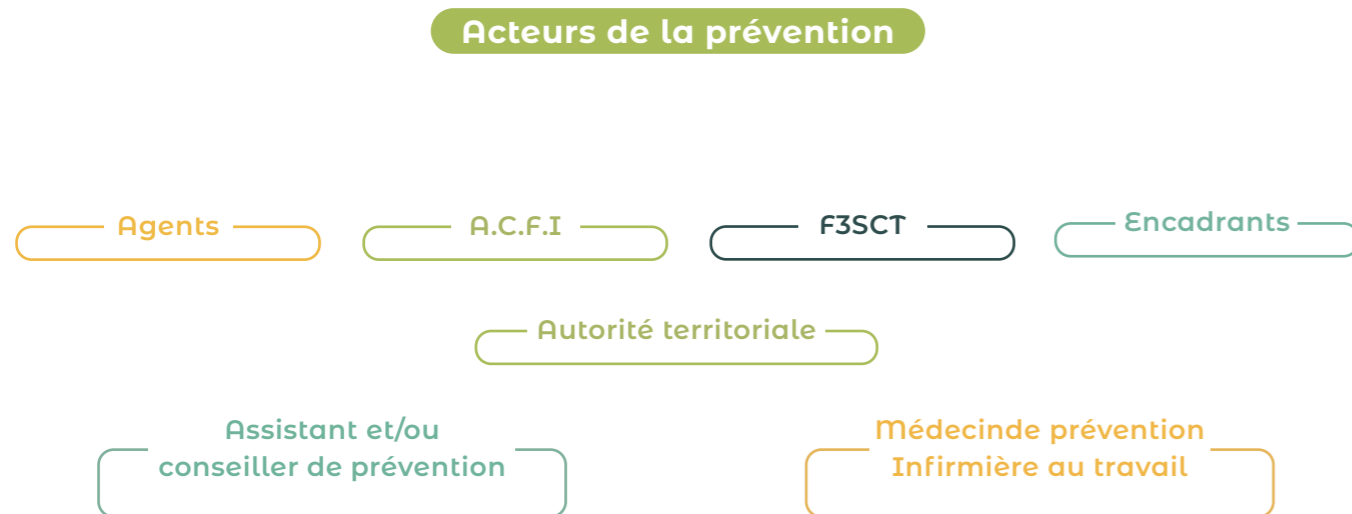 Acteurs de la prévention
Agents
A.C.F.I
F3SCT
Encadrants
Autorité territoriale
Assistant et/ou
conseiller de prévention
Médecinde prévention
Infirmière au travail